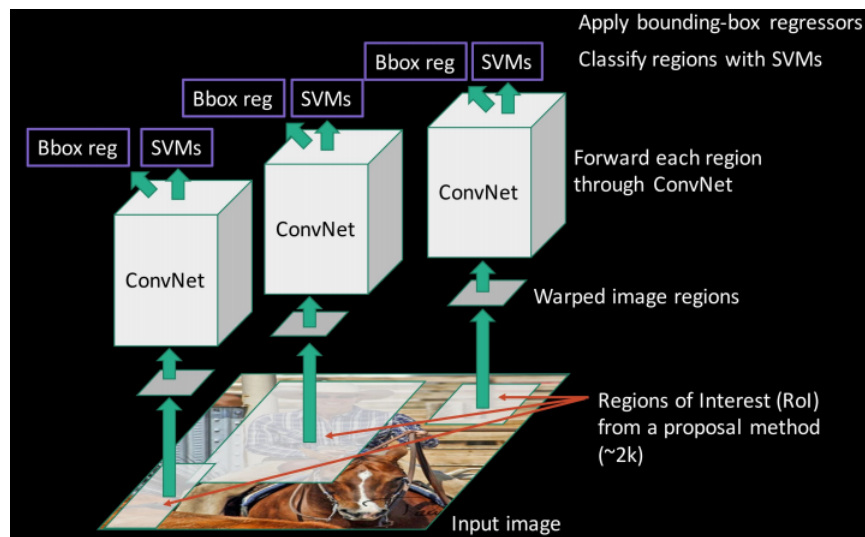 Apply bounding-box regressors
Bbox reg
SVMs
Classify regions with SVMs
Bbox reg
SVMs
Bbox reg
SVMs
Forward each region
through ConvNet
ConvNet
ConvNet
ConvNet
Warped image regions
Regions of Interest (RoI)
from a proposal method
(~2k)
Input image